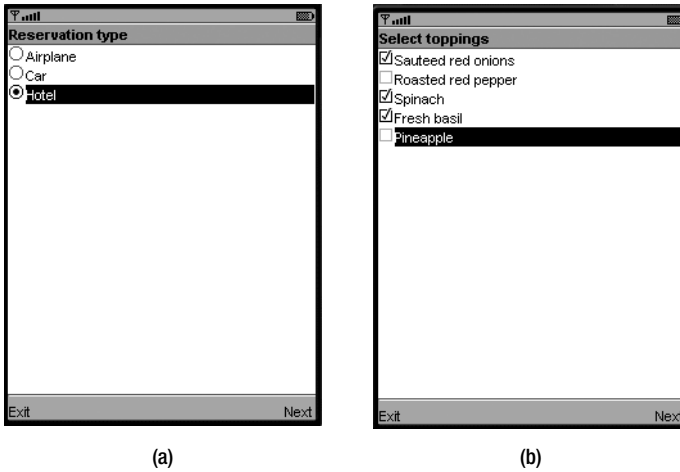 Reservation type
Airplane
Car
Hotel
Exit Next
(a)
Select toppings
Sauteed red onions
Roasted red pepper
Spinach
Fresh basil
Pineapple
Exit Next
(b)